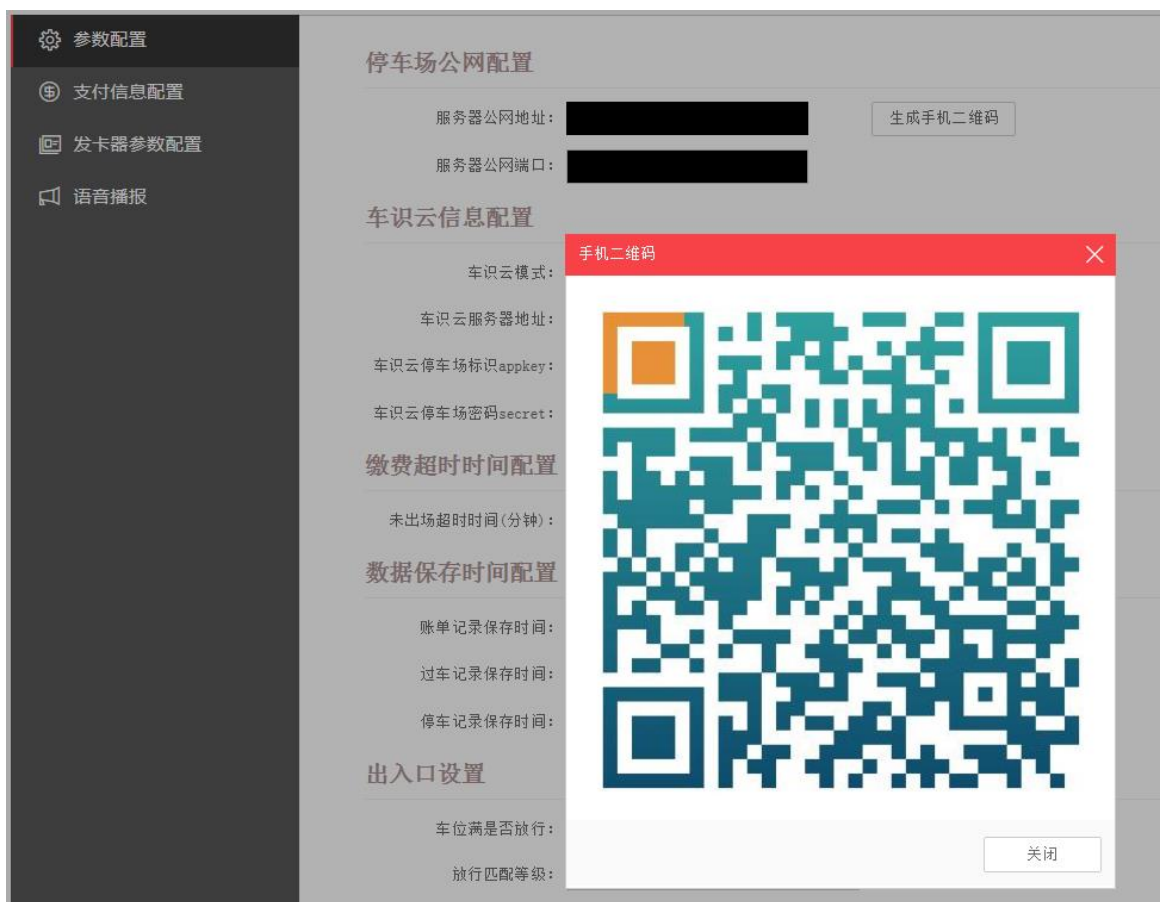 参数配置
支付信息配置
发卡器参数配置
语音播报
停车场公网配置
服务器公网地址：
生成手机二维码
服务器公网端口：
车识云信息配置
手机二维码
车识云模式：
车识云服务器地址：
车识云停车场标识appkey：
车识云停车场密码secret：
缴费超时时间配置
未出场超时时间(分钟)：
数据保存时间配置
账单记录保存时间：
过车记录保存时间：
停车记录保存时间：
出入口设置
车位满是否放行：
关闭
放行匹配等级：